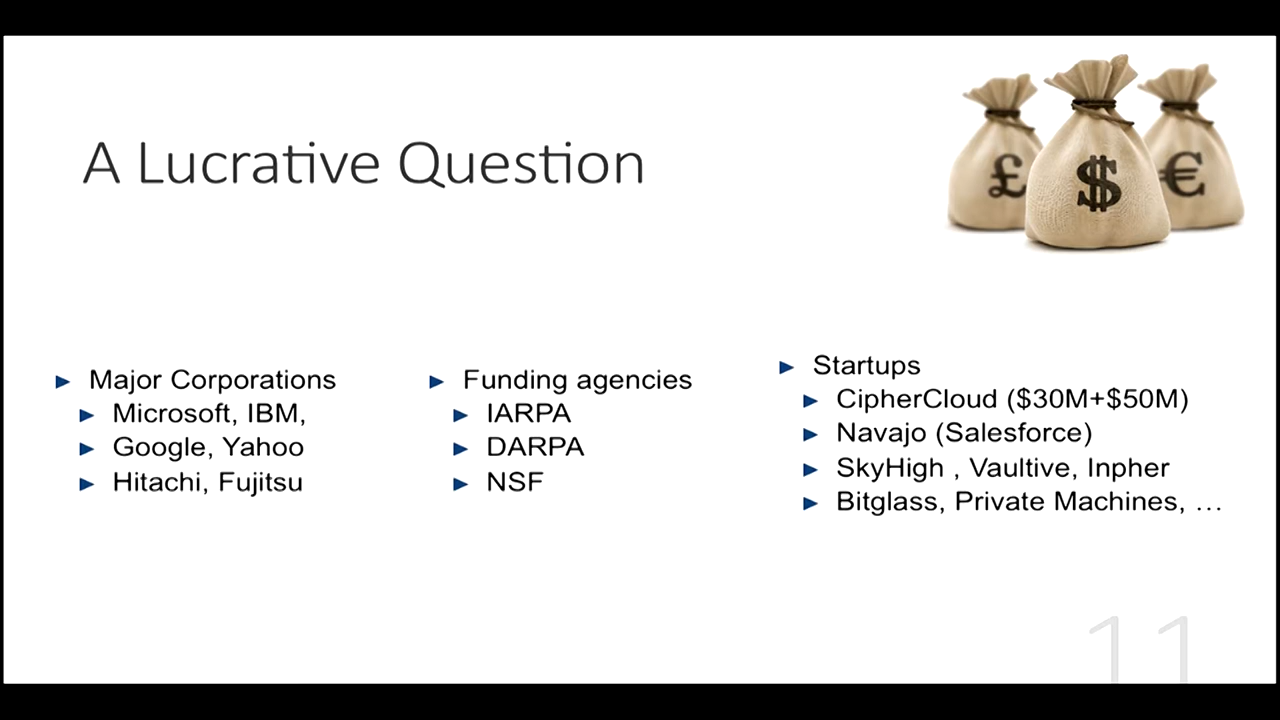 A Lucrative Question
£
$
€
Major Corporations
Microsoft, IBM,
Google, Yahoo
Hitachi, Fujitsu
Funding agencies
IARPA
DARPA
NSF
Startups
CipherCloud ($30M+$50M)
Navajo (Salesforce)
SkyHigh , Vaultive, Inpher
Bitglass, Private Machines, …
11